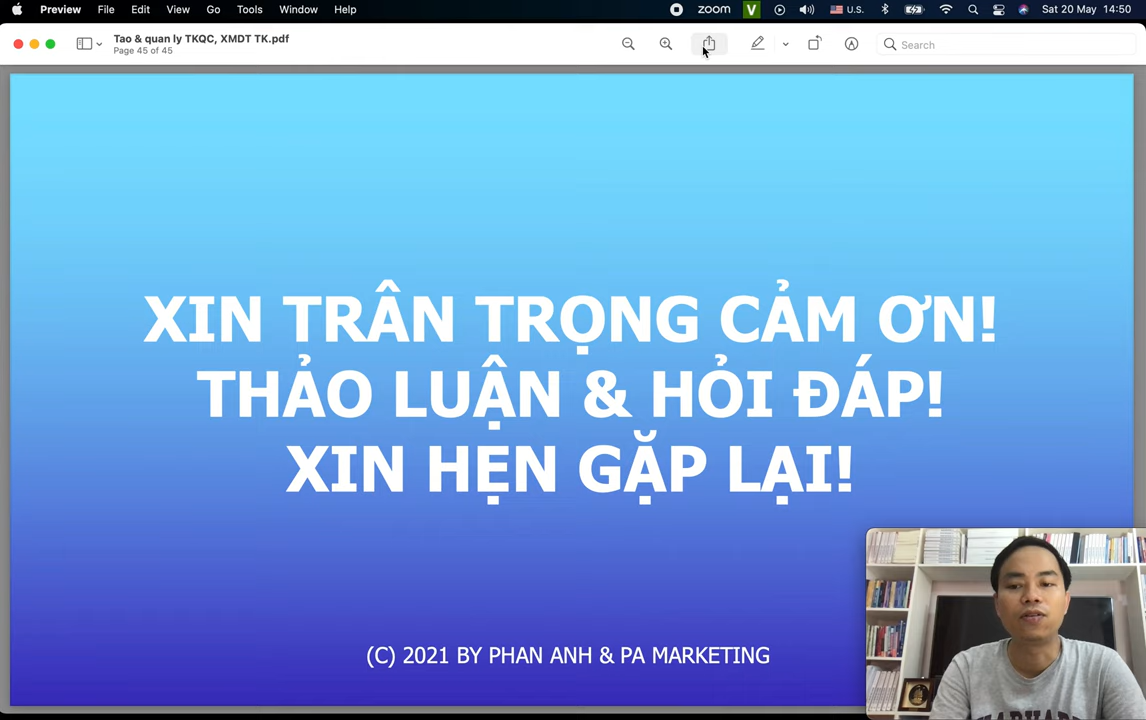 Preview File Edit View Go Tools Window Help zoom V U.S. Sat 20 May 14:50
Tao & quan ly TKQC, XMDT TK.pdf
Page 45 of 45
Search
XIN TRÂN TRỌNG CẢM ƠN!
THẢO LUẬN & HỎI ĐÁP!
XIN HẸN GẶP LẠI!
(C) 2021 BY PHAN ANH & PA MARKETING